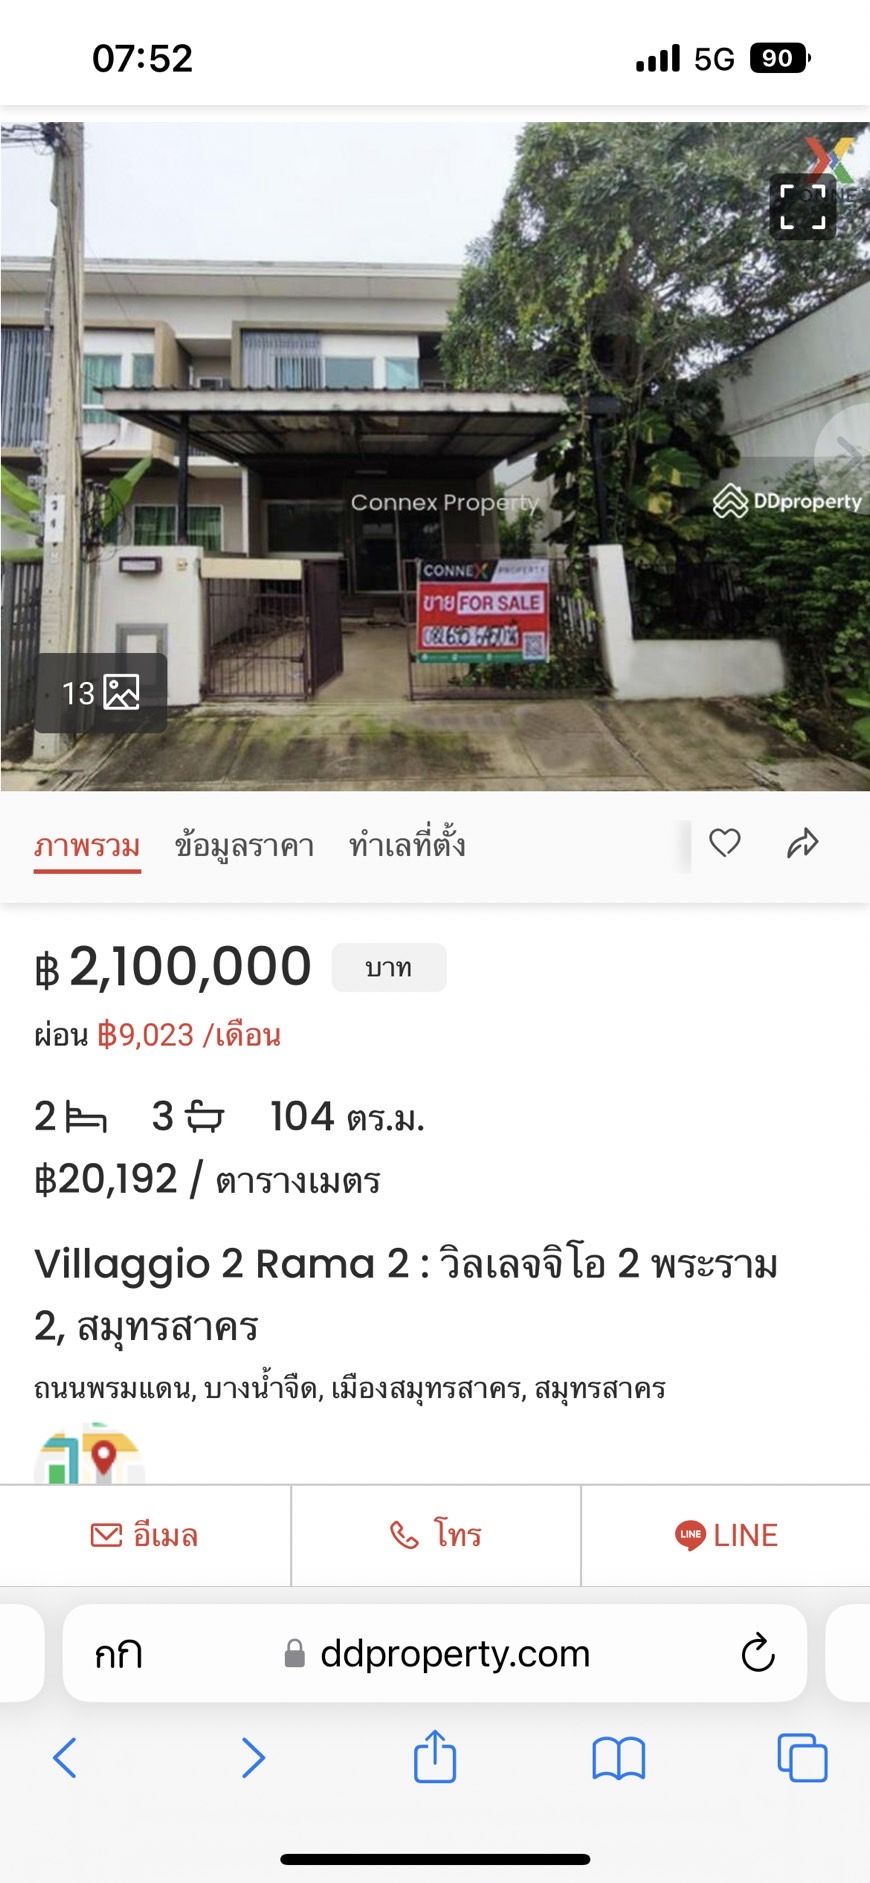 07:52
5G 90
Connex Property
DDproperty
CONNEX PROPERTY
ขาย FOR SALE
13
ภาพรวม ข้อมูลราคา ทำเลที่ตั้ง
฿ 2,100,000 บาท
ผ่อน ฿9,023 /เดือน
2 3 104 ตร.ม.
฿20,192 / ตารางเมตร
Villaggio 2 Rama 2 : วิลเลจจิโอ 2 พระราม
2, สมุทรสาคร
ถนนพรมแดน, บางน้ำจืด, เมืองสมุทรสาคร, สมุทรสาคร
อีเมล โทร LINE LINE
กก ddproperty.com